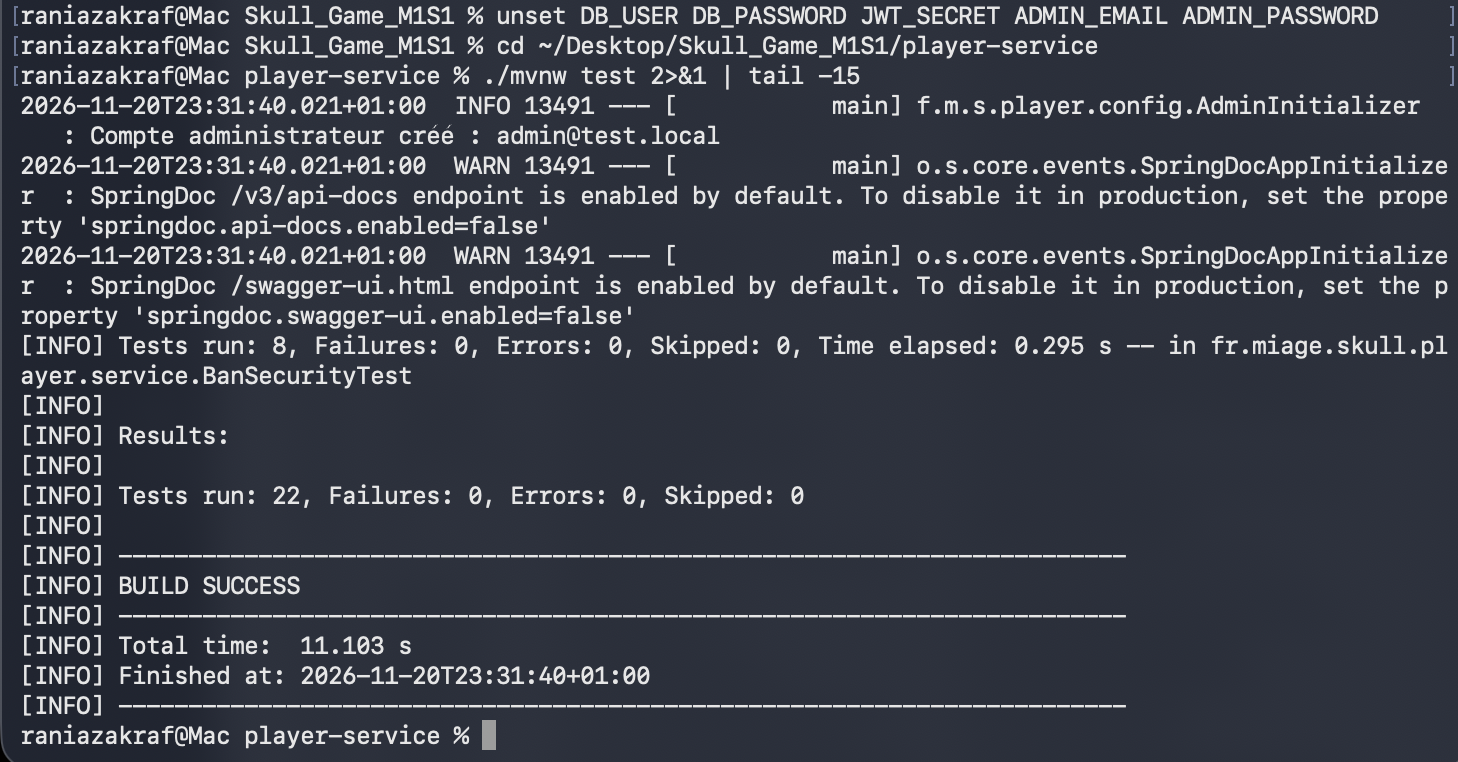 [raniazakraf@Mac Skull_Game_M1S1 % unset DB_USER DB_PASSWORD JWT_SECRET ADMIN_EMAIL ADMIN_PASSWORD     ]
[raniazakraf@Mac Skull_Game_M1S1 % cd ~/Desktop/Skull_Game_M1S1/player-service                         ]
[raniazakraf@Mac player-service % ./mvnw test 2>&1 | tail -15                                          ]
2026-11-20T23:31:40.021+01:00  INFO 13491 --- [           main] f.m.s.player.config.AdminInitializer
   : Compte administrateur créé : admin@test.local
2026-11-20T23:31:40.021+01:00  WARN 13491 --- [           main] o.s.core.events.SpringDocAppInitialize
r  : SpringDoc /v3/api-docs endpoint is enabled by default. To disable it in production, set the prope
rty 'springdoc.api-docs.enabled=false'
2026-11-20T23:31:40.021+01:00  WARN 13491 --- [           main] o.s.core.events.SpringDocAppInitialize
r  : SpringDoc /swagger-ui.html endpoint is enabled by default. To disable it in production, set the p
roperty 'springdoc.swagger-ui.enabled=false'
[INFO] Tests run: 8, Failures: 0, Errors: 0, Skipped: 0, Time elapsed: 0.295 s -- in fr.miage.skull.pl
ayer.service.BanSecurityTest
[INFO]
[INFO] Results:
[INFO]
[INFO] Tests run: 22, Failures: 0, Errors: 0, Skipped: 0
[INFO]
[INFO] ------------------------------------------------------------------------
[INFO] BUILD SUCCESS
[INFO] ------------------------------------------------------------------------
[INFO] Total time:  11.103 s
[INFO] Finished at: 2026-11-20T23:31:40+01:00
[INFO] ------------------------------------------------------------------------
raniazakraf@Mac player-service %